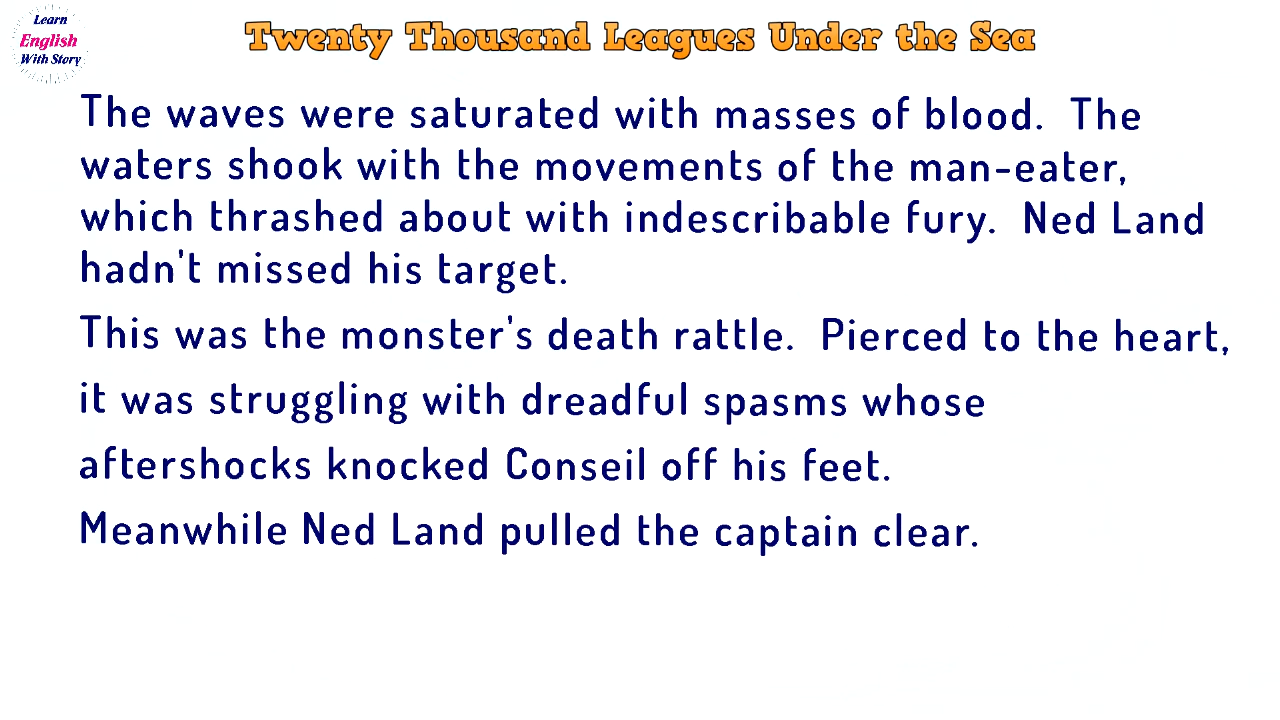 Learn
English
With Story
Twenty Thousand Leagues Under the Sea
The waves were saturated with masses of blood.  The
waters shook with the movements of the man-eater,
which thrashed about with indescribable fury.  Ned Land
hadn't missed his target.
This was the monster's death rattle.  Pierced to the heart,
it was struggling with dreadful spasms whose
aftershocks knocked Conseil off his feet.
Meanwhile Ned Land pulled the captain clear.